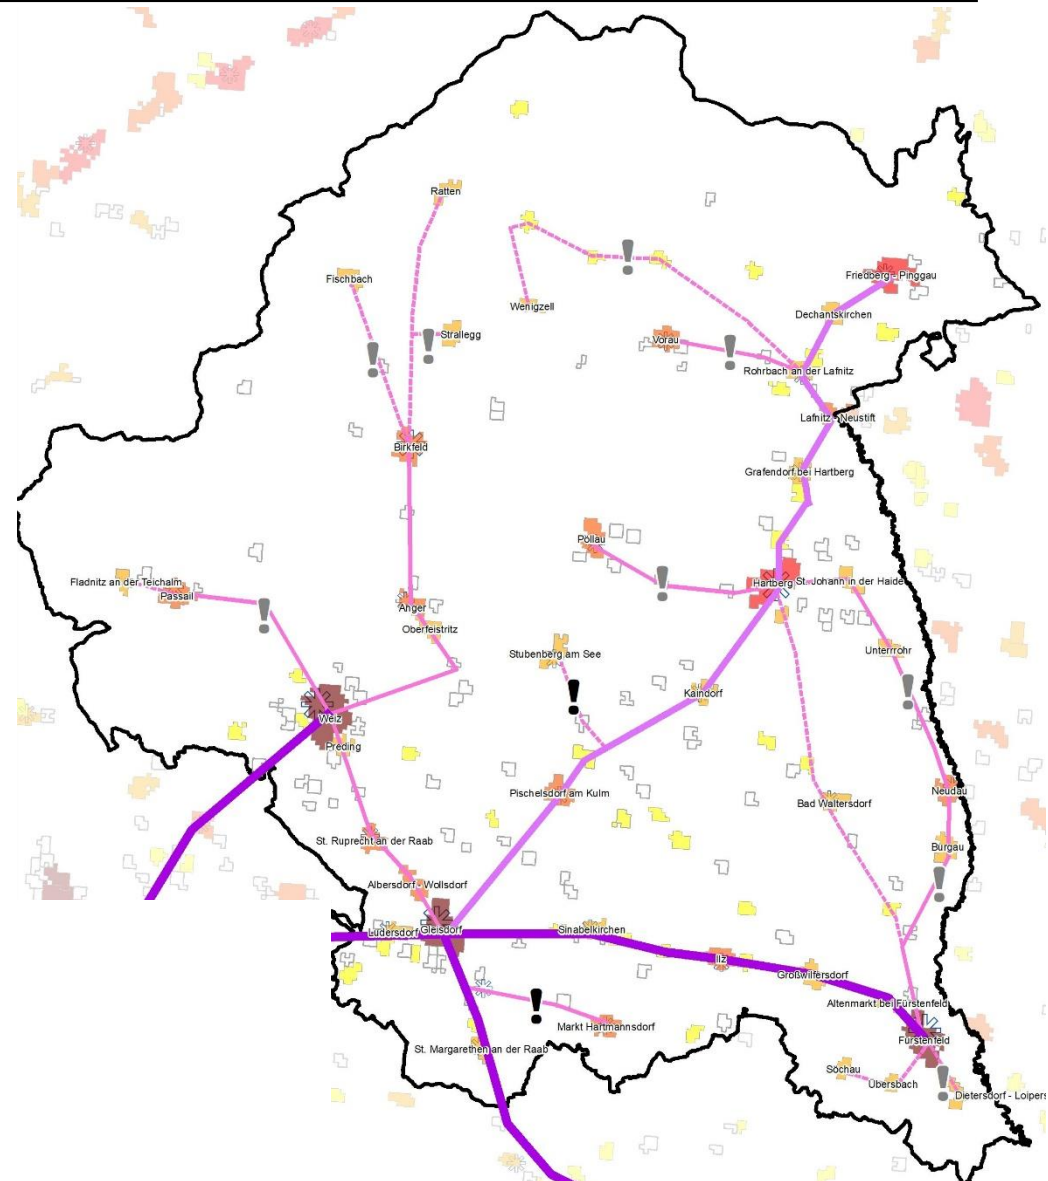 Ratten
Friedberg - Pinggau
Fischbach
Wenigzell
Dechantskirchen
Strallegg
Vorau
Rohrbach an der Lafnitz
Lafnitz - Neustift
Birkfeld
Grafendorf bei Hartberg
Pöllau
Fladnitz an der Teichalm
Hartberg
St. Johann in der Haide
Passail
Anger
Oberfeistritz
Stubenberg am See
Unterrohr
Kaindorf
Weiz
Preding
Pischelsdorf am Kulm
Neudau
Bad Waltersdorf
St. Ruprecht an der Raab
Burgau
Albersdorf - Wollsdorf
Ludersdorf
Gleisdorf
Sinabelkirchen
Ilz
Großwilfersdorf
Altenmarkt bei Fürstenfeld
Markt Hartmannsdorf
Fürstenfeld
St. Margarethen an der Raab
Söchau
Übersbach
Dietersdorf - Loipers